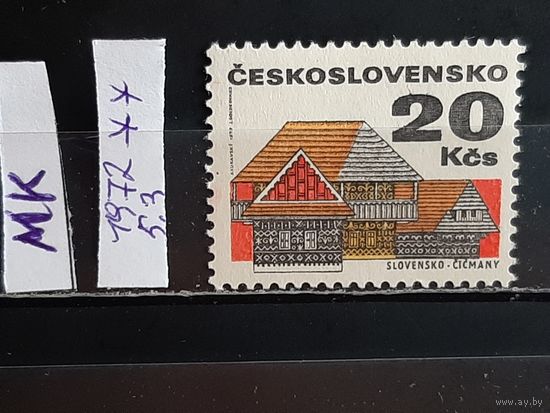 MK
1972 **
5.3
ČESKOSLOVENSKO
20
Kčs
SLOVENSKO - ČIČMANY
www.ay.by